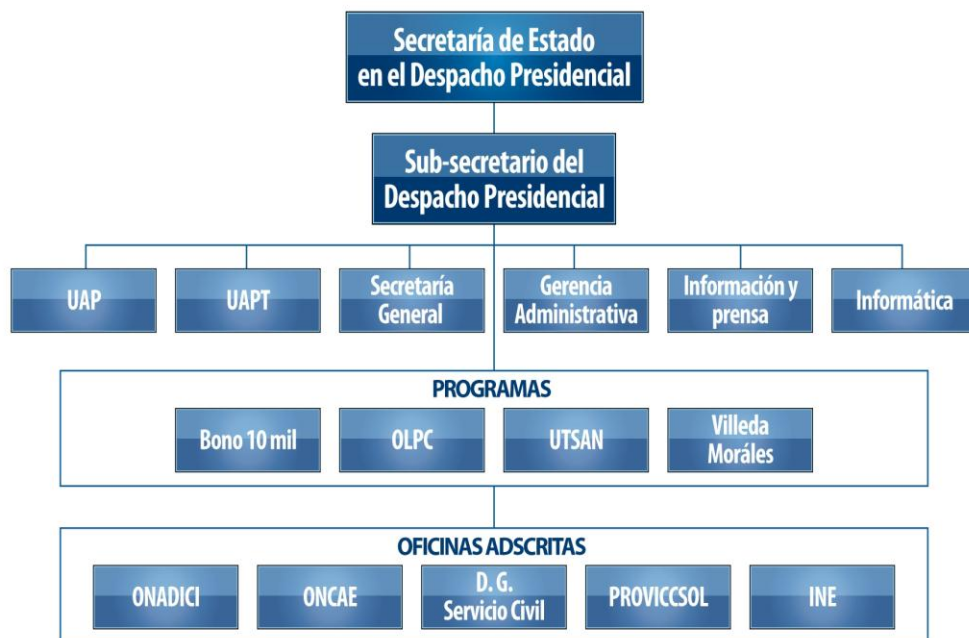 Secretaría de Estado
en el Despacho Presidencial
Sub-secretario del
Despacho Presidencial
UAP
UAPT
Secretaría
General
Gerencia
Administrativa
Información y
prensa
Informática
PROGRAMAS
Bono 10 mil
OLPC
UTSAN
Villeda
Moráles
OFICINAS ADSCRITAS
ONADICI
ONCAE
D. G.
Servicio Civil
PROVICCSOL
INE